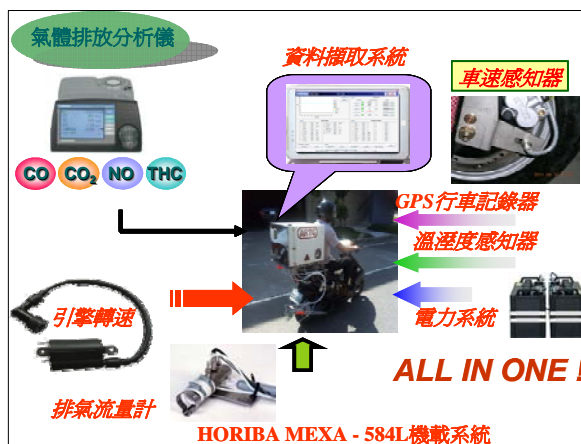 氣體排放分析儀
資料擷取系統
車速感知器
CO CO₂ NO THC
GPS行車記錄器
溫溼度感知器
ARTC
引擎轉速
電力系統
ALL IN ONE !
排氣流量計
HORIBA MEXA - 584L機載系統